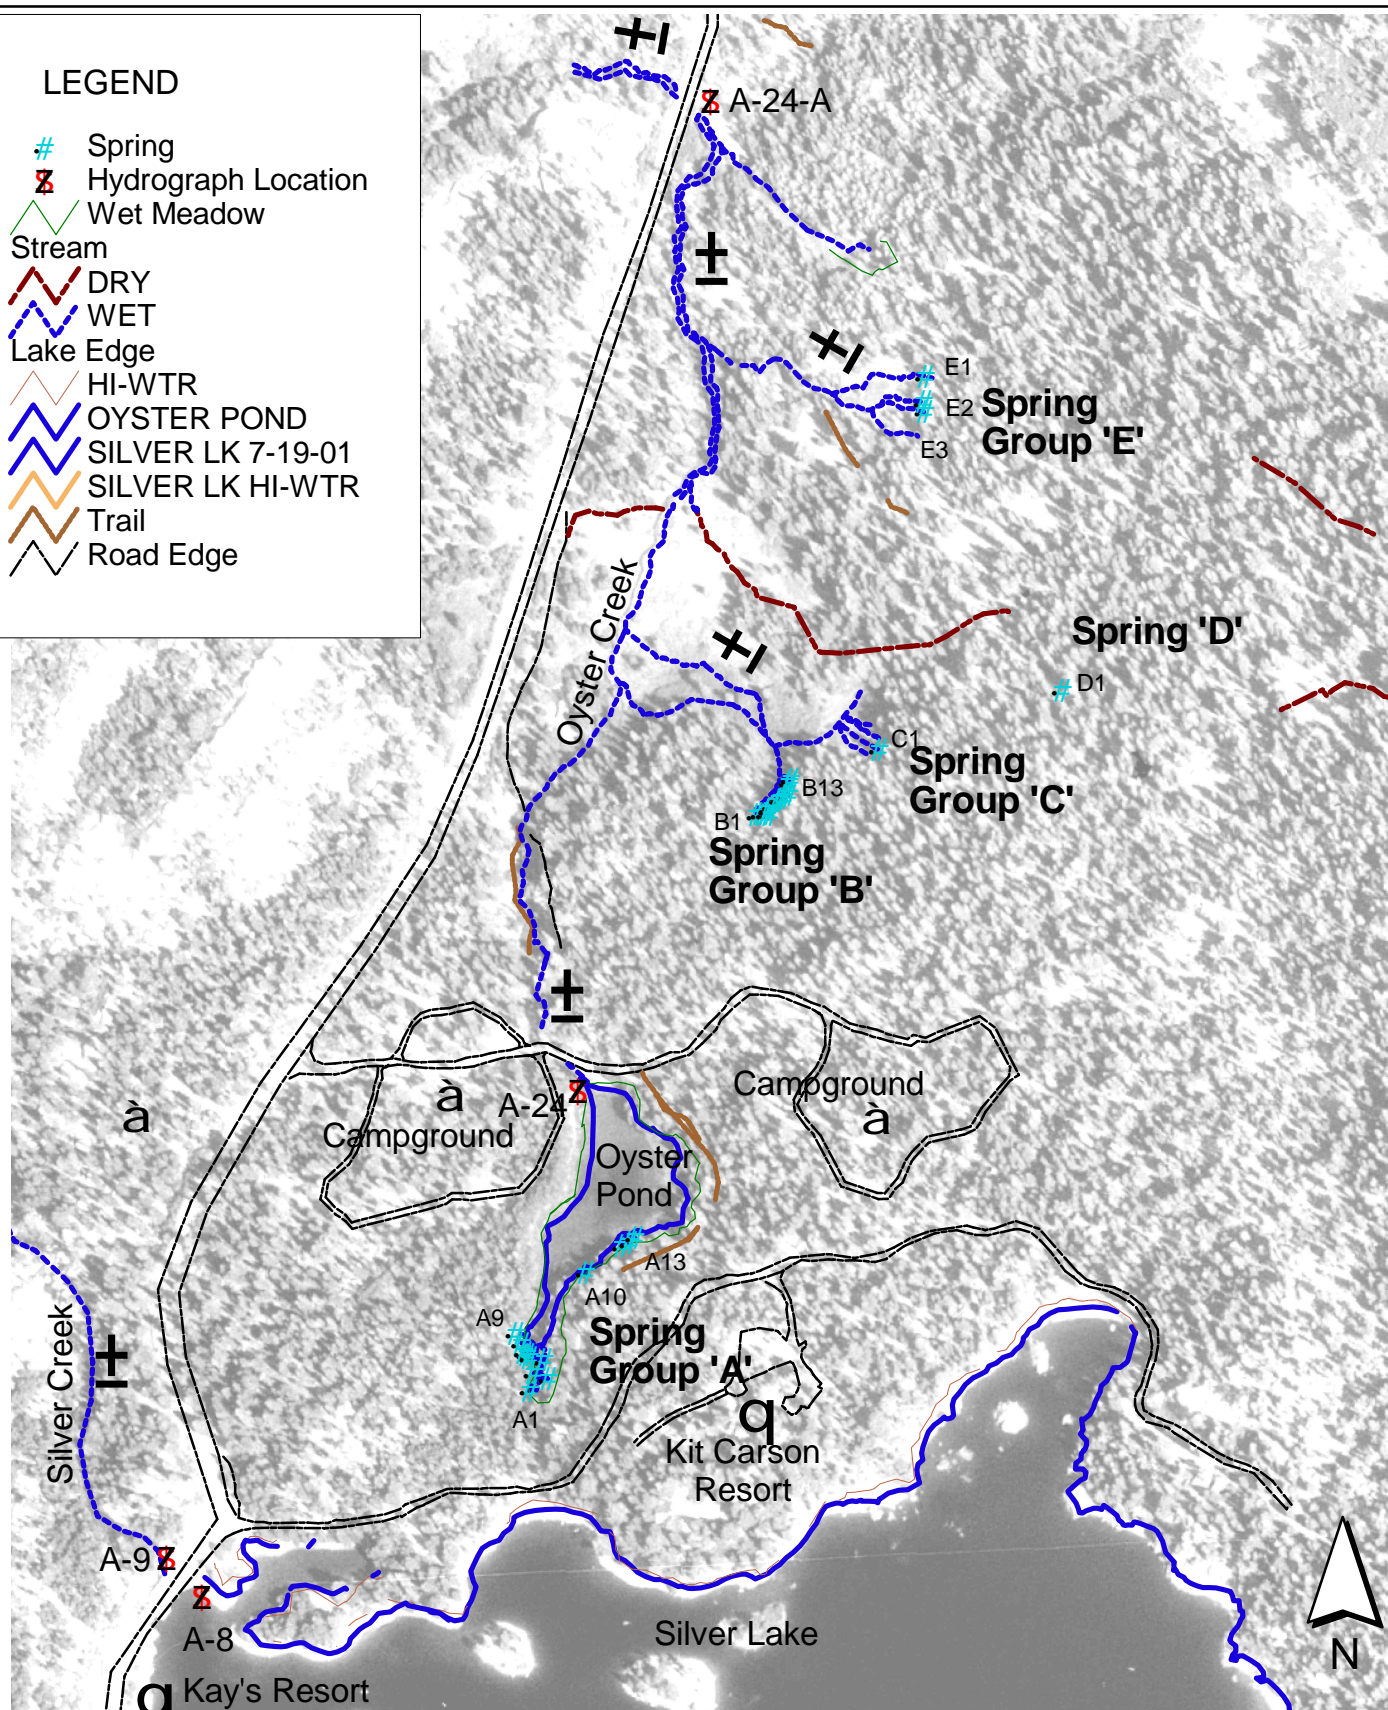 LEGEND
Spring
Hydrograph Location
Wet Meadow
Stream
DRY
WET
Lake Edge
HI-WTR
OYSTER POND
SILVER LK 7-19-01
SILVER LK HI-WTR
Trail
Road Edge
A-24-A
E1
E2
E3
Spring
Group 'E'
Oyster Creek
Spring 'D'
D1
C1
Spring
Group 'C'
B13
B1
Spring
Group 'B'
Campground
à
à
à
A-24
Campground
Oyster
Pond
A13
A10
A9
Spring
Group 'A'
A1
Silver Creek
q
Kit Carson
Resort
A-9
A-8
Silver Lake
N
q Kay's Resort